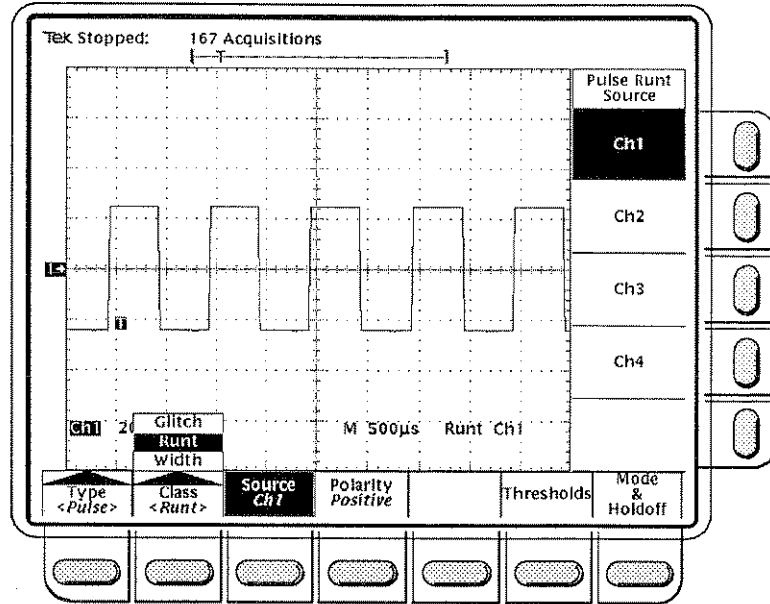 Tek Stopped: 167 Acquisitions
[ T ]
Pulse Runt
Source
Ch1
Ch2
Ch3
Ch4
1→
T
Ch1 M 500µs Runt Ch1
Glitch
Runt
Width
Type
<Pulse>
Class
<Runt>
Source
Ch1
Polarity
Positive
Thresholds
Mode
&
Holdoff